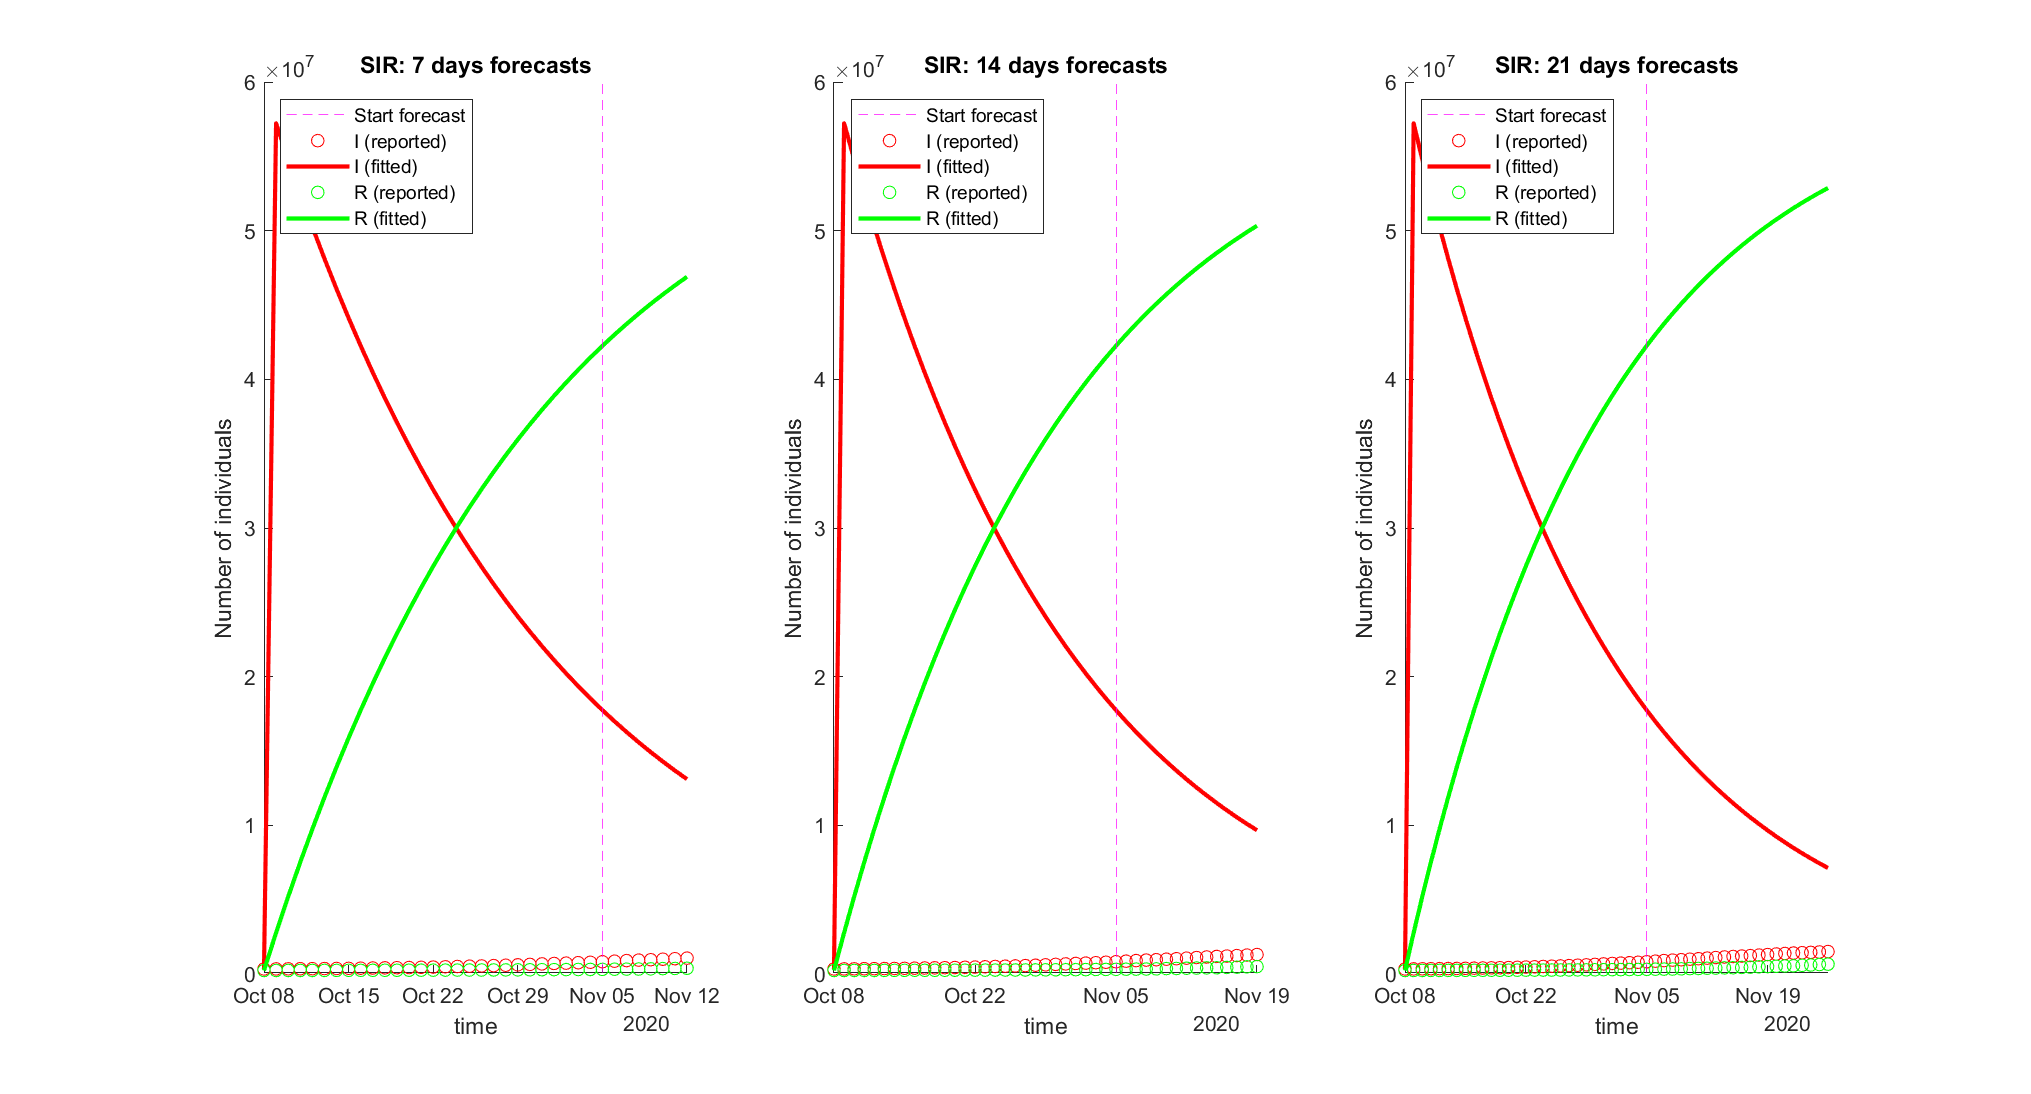 SIR: 7 days forecasts
×10^7
6
5
4
3
2
1
0
Number of individuals
Start forecast
I (reported)
I (fitted)
R (reported)
R (fitted)
Oct 08 Oct 15 Oct 22 Oct 29 Nov 05 Nov 12
time
2020
SIR: 14 days forecasts
×10^7
6
5
4
3
2
1
0
Number of individuals
Start forecast
I (reported)
I (fitted)
R (reported)
R (fitted)
Oct 08 Oct 22 Nov 05 Nov 19
time
2020
SIR: 21 days forecasts
×10^7
6
5
4
3
2
1
0
Number of individuals
Start forecast
I (reported)
I (fitted)
R (reported)
R (fitted)
Oct 08 Oct 22 Nov 05 Nov 19
time
2020